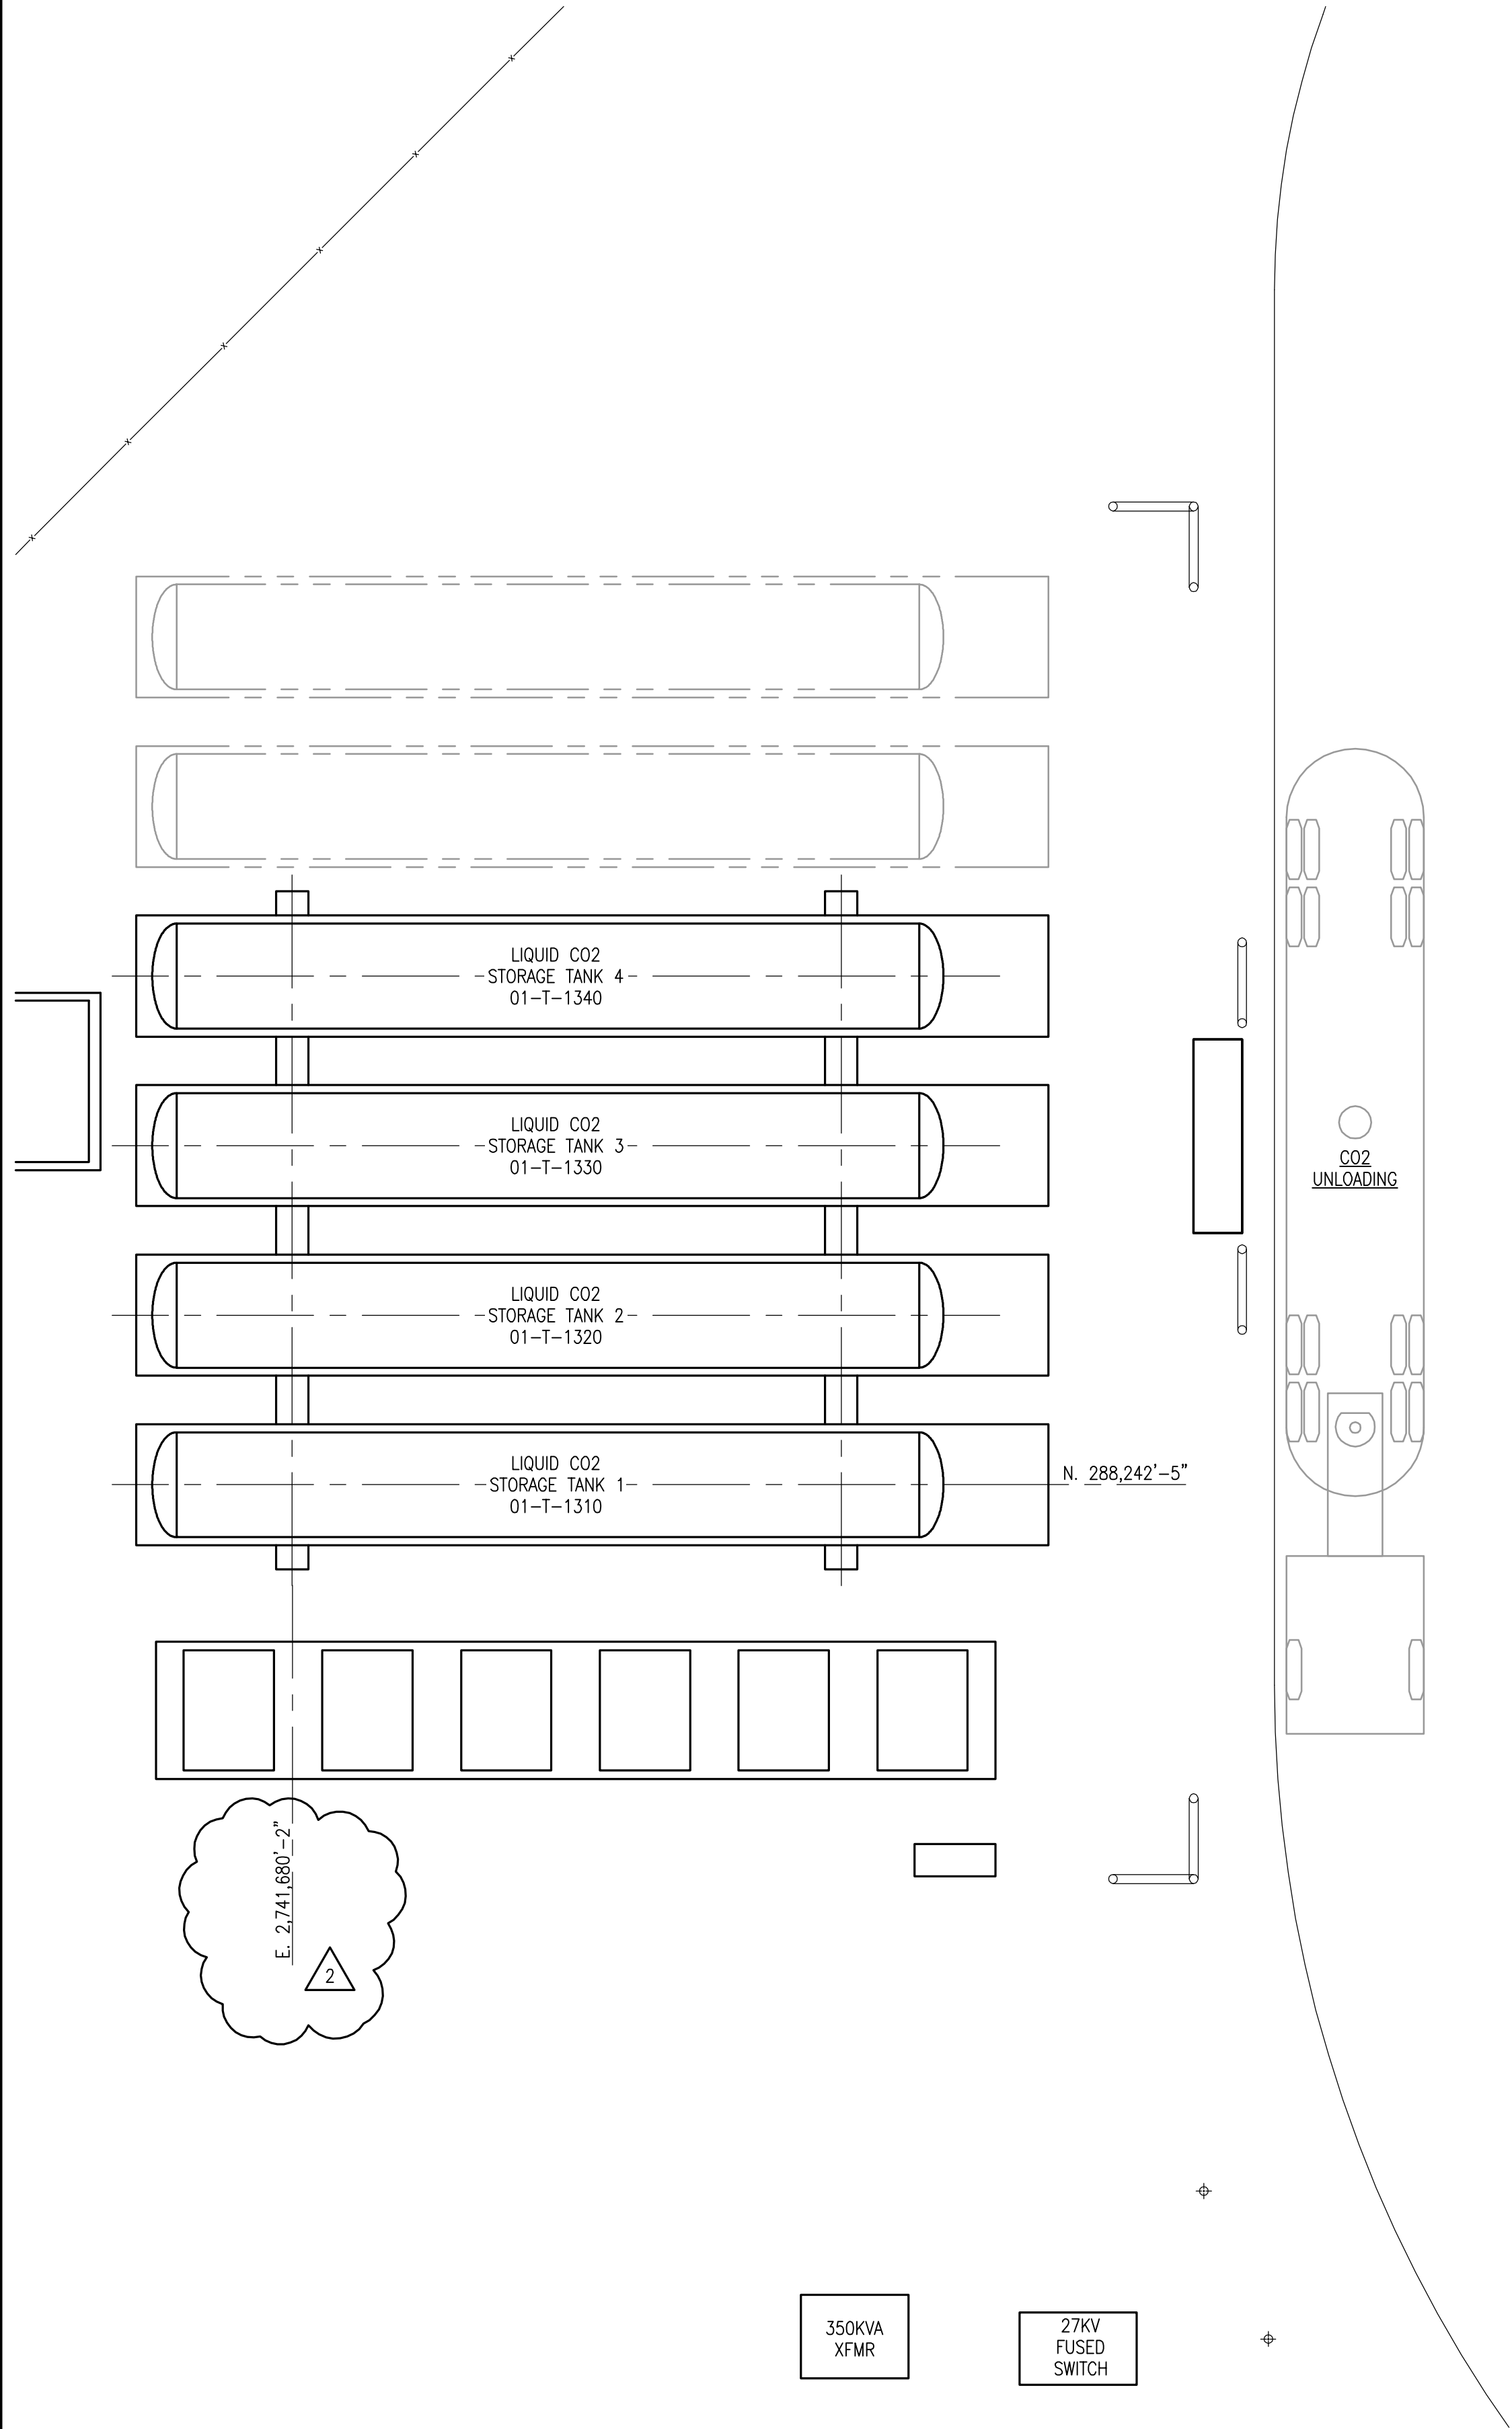 LIQUID CO2
STORAGE TANK 4
01-T-1340
LIQUID CO2
STORAGE TANK 3
01-T-1330
CO2
UNLOADING
LIQUID CO2
STORAGE TANK 2
01-T-1320
LIQUID CO2
STORAGE TANK 1
01-T-1310
N. 288,242'-5"
E. 2,741,680'-2"
2
350KVA
XFMR
27KV
FUSED
SWITCH